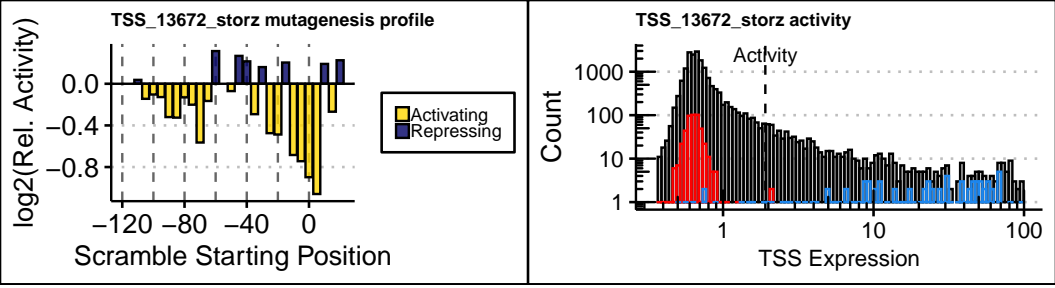 TSS_13672_storz mutagenesis profile
log2(Rel. Activity)
0.0
−0.4
−0.8
−120
−80
−40
0
Scramble Starting Position
Activating
Repressing
TSS_13672_storz activity
Activity
Count
1000
100
10
1
1
10
100
TSS Expression